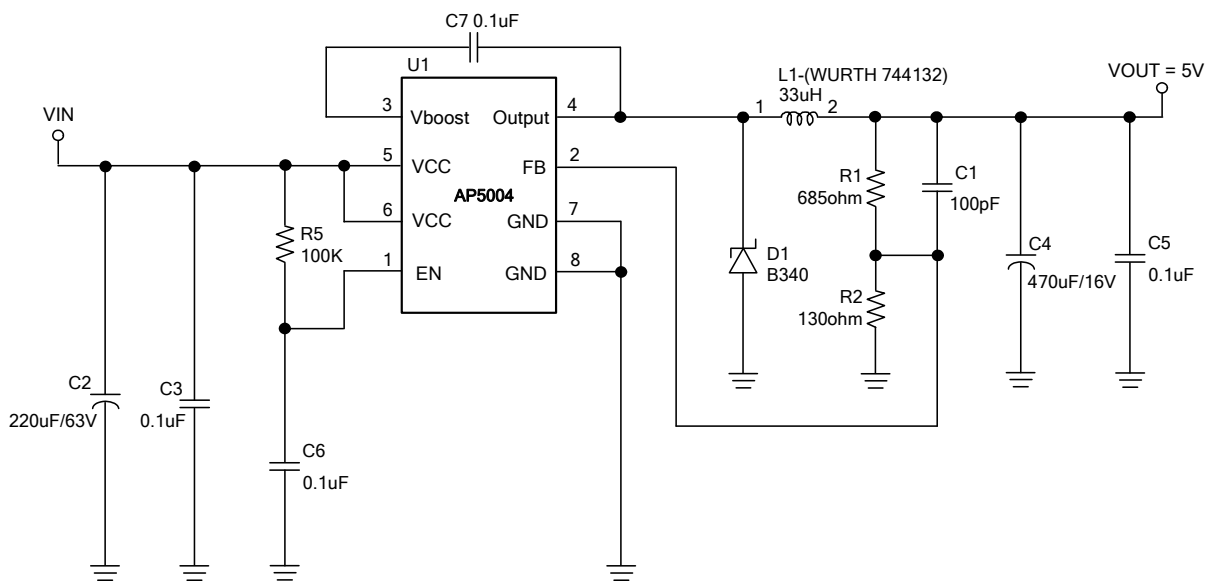 C7 0.1uF
U1
3
Vboost
Output
4
5
VCC
FB
2
AP5004
6
VCC
GND
7
1
EN
GND
8
VIN
R5
100K
C2
220uF/63V
C3
0.1uF
C6
0.1uF
L1-(WURTH 744132)
33uH
1
2
VOUT = 5V
D1
B340
R1
685ohm
C1
100pF
R2
130ohm
C4
470uF/16V
C5
0.1uF